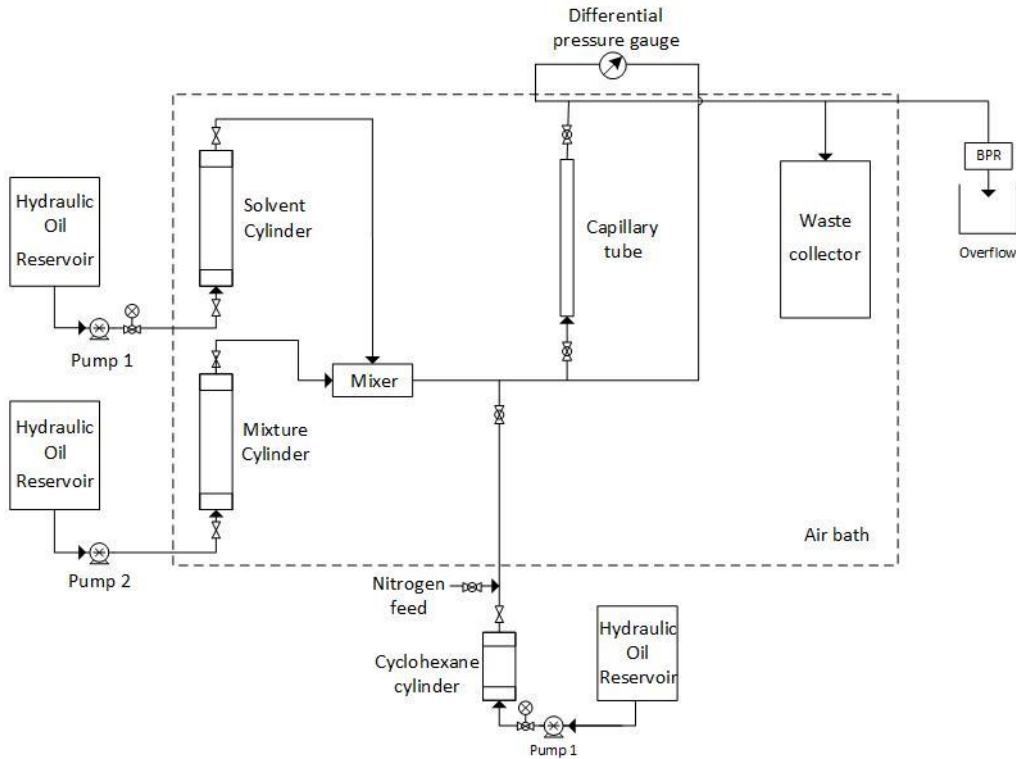 Differential
pressure gauge
Hydraulic
Oil
Reservoir
Solvent
Cylinder
Capillary
tube
Waste
collector
BPR
Overflow
Pump 1
Mixer
Hydraulic
Oil
Reservoir
Mixture
Cylinder
Air bath
Pump 2
Nitrogen
feed
Hydraulic
Oil
Reservoir
Cyclohexane
cylinder
Pump 1